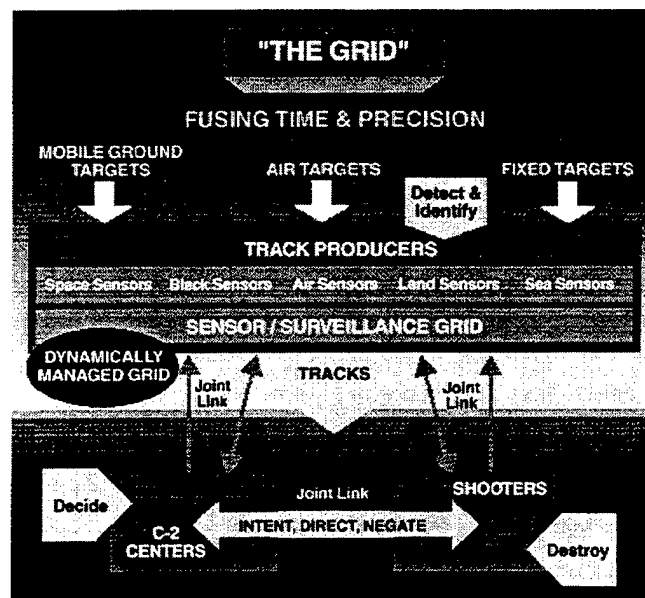 "THE GRID"
FUSING TIME & PRECISION
MOBILE GROUND
TARGETS
AIR TARGETS
FIXED TARGETS
Detect &
Identify
TRACK PRODUCERS
Space Sensors Black Sensors Air Sensors Land Sensors Sea Sensors
SENSOR / SURVEILLANCE GRID
DYNAMICALLY
MANAGED GRID
Joint
Link
TRACKS
Joint
Link
Decide
Joint Link
SHOOTERS
INTENT, DIRECT, NEGATE
C-2
CENTERS
Destroy